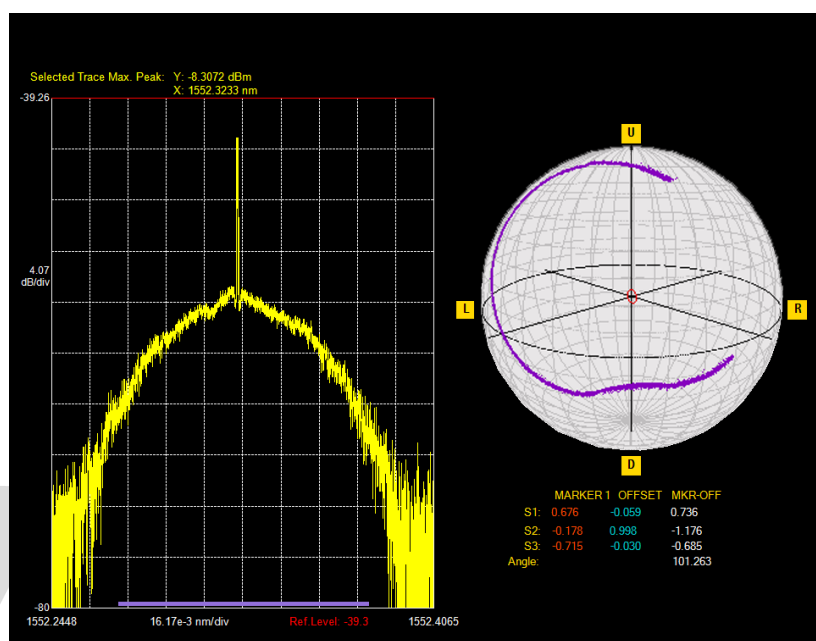 Selected Trace Max. Peak: Y: -8.3072 dBm
X: 1552.3233 nm
-39.26
4.07
dB/div
-80
1552.2448
16.17e-3 nm/div
Ref.Level: -39.3
1552.4065
U
L
R
D
MARKER 1 OFFSET MKR-OFF
S1: 0.676 -0.059 0.736
S2: -0.178 0.998 -1.176
S3: -0.715 -0.030 -0.685
Angle: 101.263